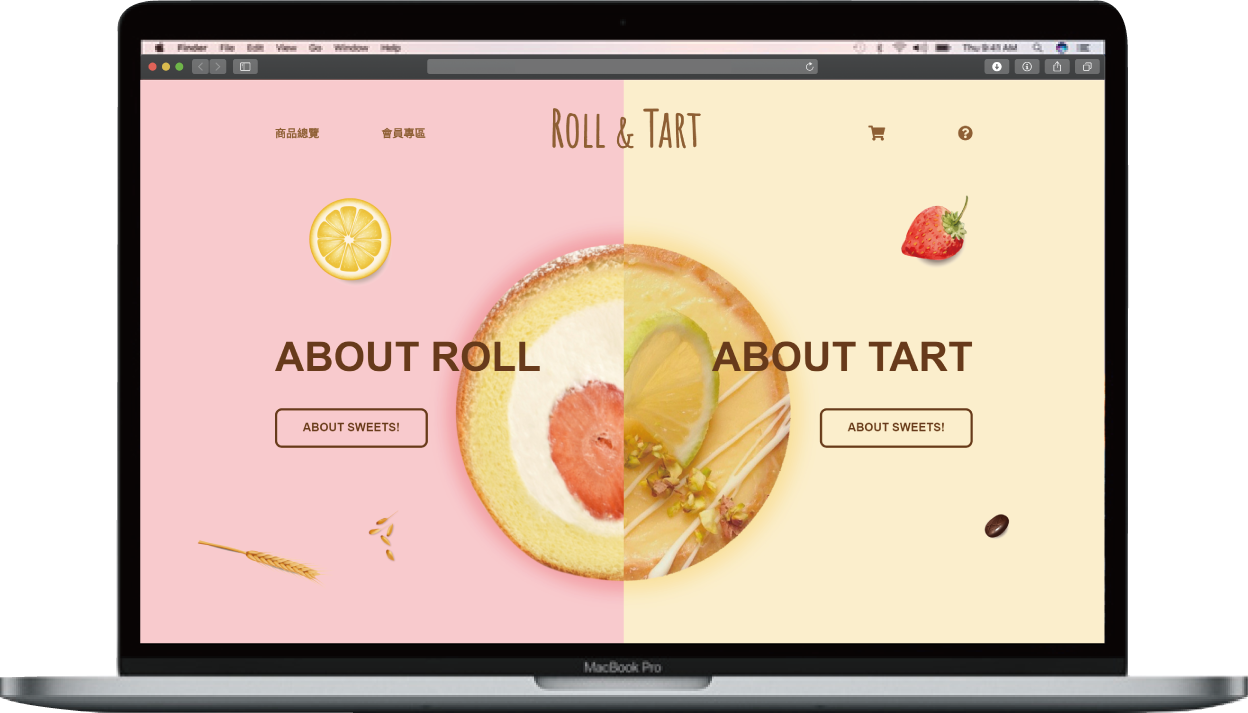 Finder File Edit View Go Window Help Thu 9:41 AM
商品總覽 會員專區 ROLL & TART
ABOUT ROLL ABOUT TART
ABOUT SWEETS! ABOUT SWEETS!
MacBook Pro